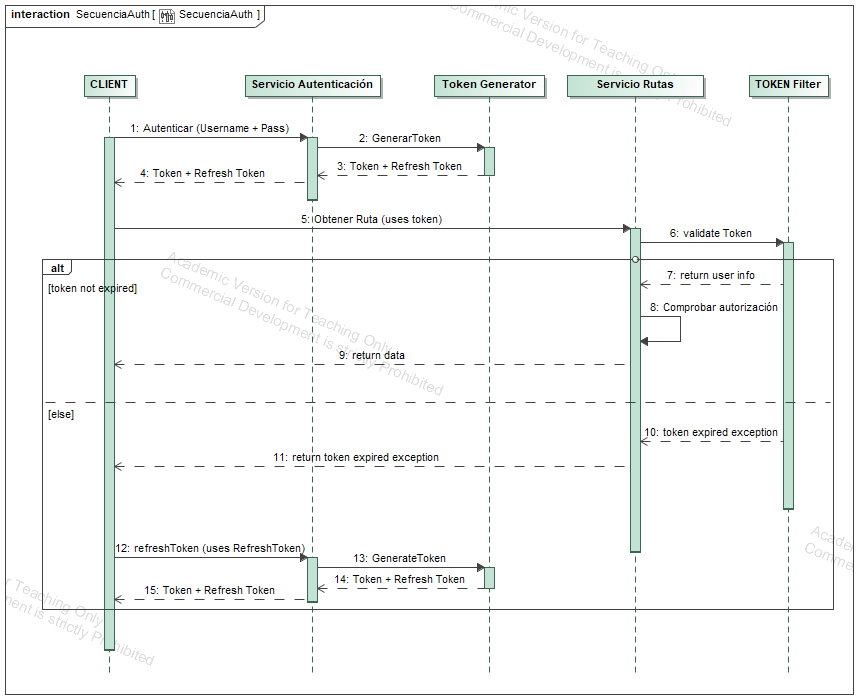 interaction SecuenciaAuth [ SecuenciaAuth ]
Academic Version for Teaching Only
Commercial Development is strictly Prohibited
CLIENT
Servicio Autenticación
Token Generator
Servicio Rutas
TOKEN Filter
1: Autenticar (Username + Pass)
2: GenerarToken
3: Token + Refresh Token
4: Token + Refresh Token
5: Obtener Ruta (uses token)
6: validate Token
alt
[token not expired]
7: return user info
8: Comprobar autorización
Academic Version for Teaching Only
Commercial Development is strictly Prohibited
9: return data
[else]
10: token expired exception
11: return token expired exception
12: refreshToken (uses RefreshToken)
13: GenerateToken
14: Token + Refresh Token
15: Token + Refresh Token
Academ
Comme
r Teaching Only
ment is strictly Prohibited